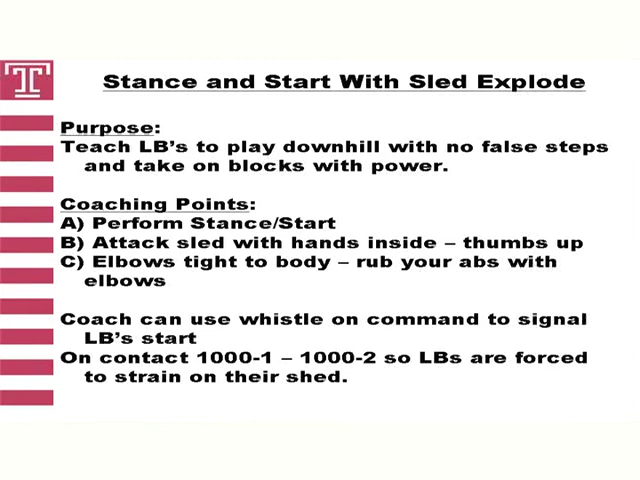 T
Stance and Start With Sled Explode
Purpose:
Teach LB's to play downhill with no false steps
and take on blocks with power.
Coaching Points:
A) Perform Stance/Start
B) Attack sled with hands inside – thumbs up
C) Elbows tight to body – rub your abs with
elbows
Coach can use whistle on command to signal
LB's start
On contact 1000-1 – 1000-2 so LBs are forced
to strain on their shed.